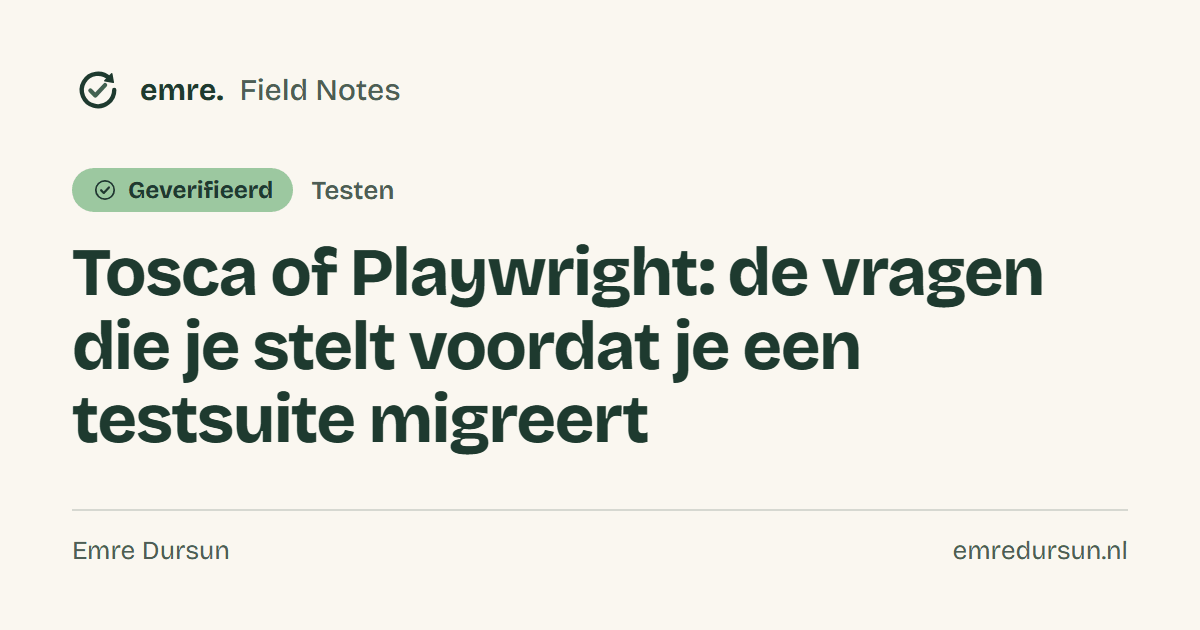 emre. Field Notes
Geverifieerd Testen
Tosca of Playwright: de vragen
die je stelt voordat je een
testsuite migreert
Emre Dursun emredursun.nl